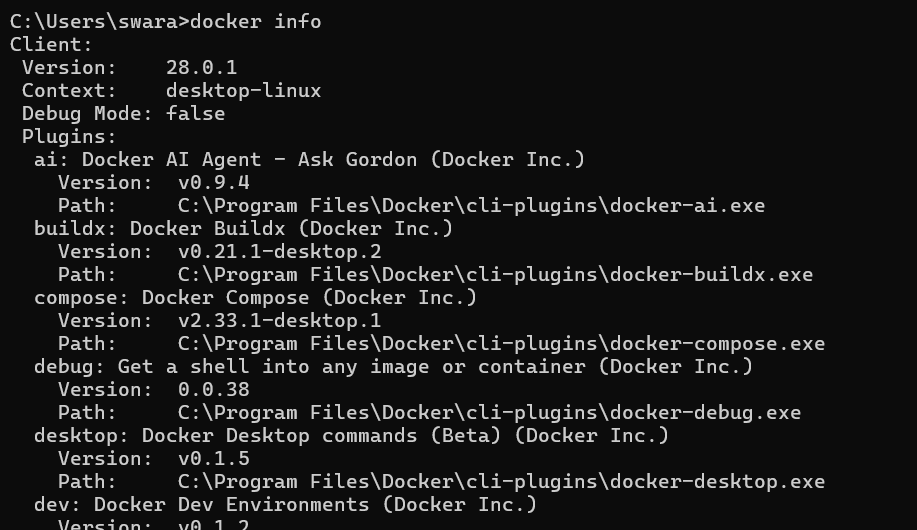 C:\Users\swara>docker info
Client:
 Version:    28.0.1
 Context:    desktop-linux
 Debug Mode: false
 Plugins:
  ai: Docker AI Agent - Ask Gordon (Docker Inc.)
    Version:  v0.9.4
    Path:     C:\Program Files\Docker\cli-plugins\docker-ai.exe
  buildx: Docker Buildx (Docker Inc.)
    Version:  v0.21.1-desktop.2
    Path:     C:\Program Files\Docker\cli-plugins\docker-buildx.exe
  compose: Docker Compose (Docker Inc.)
    Version:  v2.33.1-desktop.1
    Path:     C:\Program Files\Docker\cli-plugins\docker-compose.exe
  debug: Get a shell into any image or container (Docker Inc.)
    Version:  0.0.38
    Path:     C:\Program Files\Docker\cli-plugins\docker-debug.exe
  desktop: Docker Desktop commands (Beta) (Docker Inc.)
    Version:  v0.1.5
    Path:     C:\Program Files\Docker\cli-plugins\docker-desktop.exe
  dev: Docker Dev Environments (Docker Inc.)
    Version:  v0.1.2